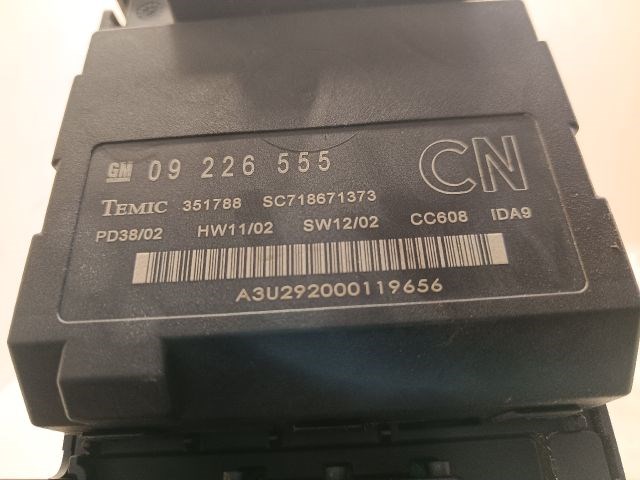 GM 09 226 555 CN
TEMIC 351788 SC718671373
PD38/02 HW11/02 SW12/02 CC608 IDA9
A3U292000119656